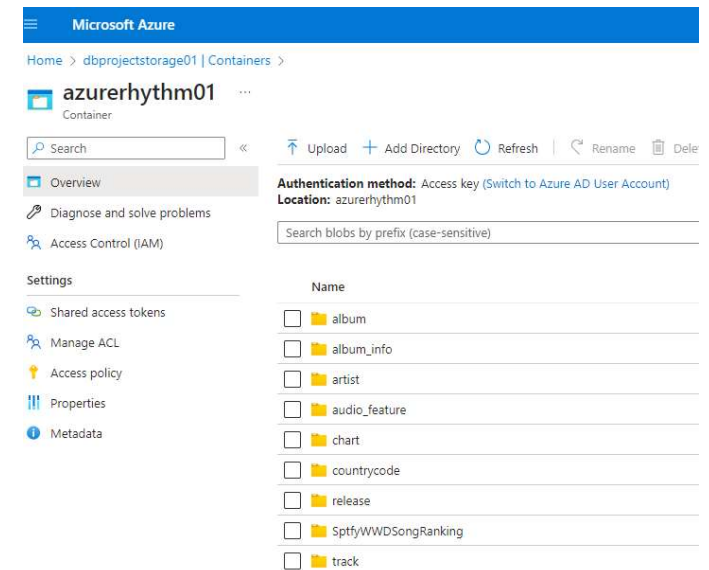 Microsoft Azure
Home > dbprojectstorage01 | Containers >
azurerhythm01 ...
Container
Search «
Overview
Diagnose and solve problems
Access Control (IAM)
Settings
Shared access tokens
Manage ACL
Access policy
Properties
Metadata
Upload Add Directory Refresh Rename Dele
Authentication method: Access key (Switch to Azure AD User Account)
Location: azurerhythm01
Search blobs by prefix (case-sensitive)
Name
album
album_info
artist
audio_feature
chart
countrycode
release
SptfyWWDSongRanking
track